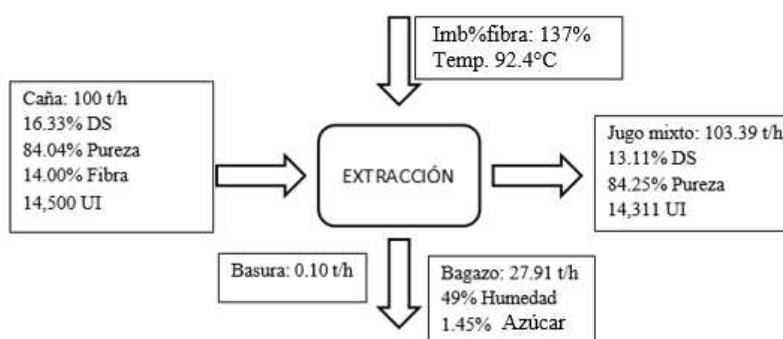 Imb%fibra: 137%
Temp. 92.4°C
Caña: 100 t/h
16.33% DS
84.04% Pureza
14.00% Fibra
14,500 UI
EXTRACCIÓN
Jugo mixto: 103.39 t/h
13.11% DS
84.25% Pureza
14,311 UI
Basura: 0.10 t/h
Bagazo: 27.91 t/h
49% Humedad
1.45% Azúcar